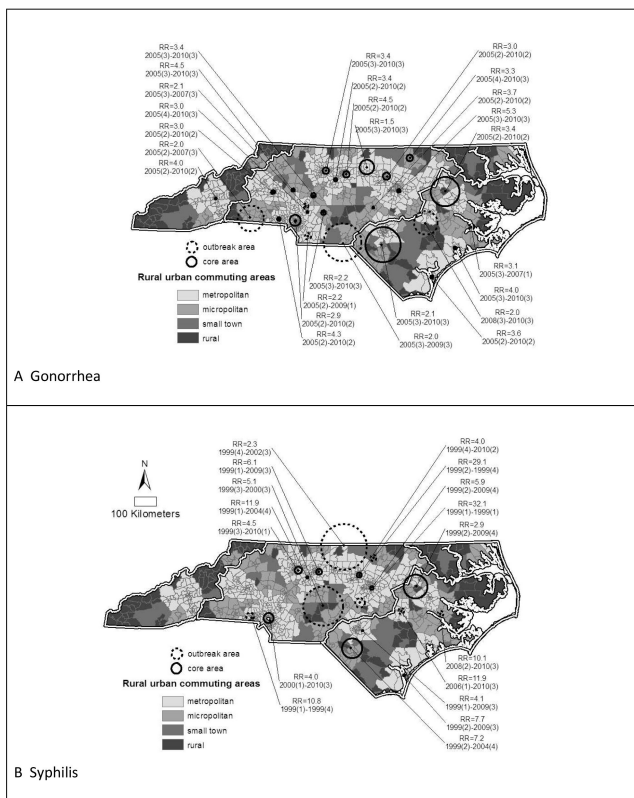 RR=3.4
2005(3)-2010(3)
RR=4.5
2005(3)-2010(3)
RR=2.1
2005(3)-2007(3)
RR=3.0
2005(4)-2010(3)
RR=3.0
2005(2)-2010(2)
RR=2.0
2005(2)-2007(3)
RR=4.0
2005(2)-2010(2)
RR=3.4
2005(3)-2010(3)
RR=3.4
2005(2)-2010(2)
RR=4.5
2005(2)-2010(2)
RR=1.5
2005(3)-2010(3)
RR=3.0
2005(2)-2010(2)
RR=3.3
2005(4)-2010(3)
RR=3.7
2005(2)-2010(2)
RR=5.3
2005(3)-2010(3)
RR=3.4
2005(2)-2010(2)
outbreak area
core area
Rural urban commuting areas
metropolitan
micropolitan
small town
rural
RR=2.2
2005(3)-2010(3)
RR=2.2
2005(2)-2009(1)
RR=2.9
2005(2)-2010(2)
RR=4.3
2005(2)-2010(2)
RR=2.1
2005(3)-2010(3)
RR=2.0
2005(3)-2009(3)
RR=3.1
2005(3)-2007(1)
RR=4.0
2005(3)-2010(3)
RR=2.0
2008(3)-2010(3)
RR=3.6
2005(2)-2010(2)
A Gonorrhea
N
100 Kilometers
RR=2.3
1999(4)-2002(3)
RR=6.1
1999(1)-2009(3)
RR=5.1
1999(3)-2000(3)
RR=11.9
1999(1)-2004(4)
RR=4.5
1999(3)-2010(1)
RR=4.0
1999(4)-2010(2)
RR=29.1
1999(2)-1999(4)
RR=5.9
1999(2)-2009(4)
RR=32.1
1999(1)-1999(1)
RR=2.9
1999(2)-2009(4)
outbreak area
core area
Rural urban commuting areas
metropolitan
micropolitan
small town
rural
RR=4.0
2000(1)-2010(3)
RR=10.8
1999(1)-1999(4)
RR=10.1
2008(2)-2010(3)
RR=11.9
2006(1)-2010(3)
RR=4.1
1999(1)-2009(3)
RR=7.7
1999(2)-2009(3)
RR=7.2
1999(2)-2004(4)
B Syphilis